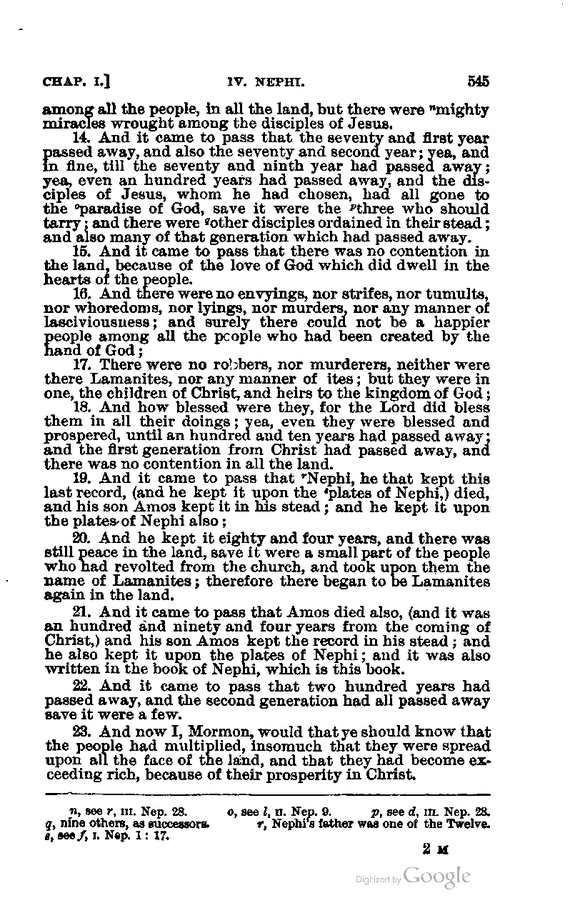 CHAP. I.] IV. NEPHI. 545
among all the people, in all the land, but there were ⁿmighty
miracles wrought among the disciples of Jesus.
14. And it came to pass that the seventy and first year
passed away, and also the seventy and second year; yea, and
in fine, till the seventy and ninth year had passed away;
yea, even an hundred years had passed away, and the dis-
ciples of Jesus, whom he had chosen, had all gone to
the ᵒparadise of God, save it were the ᵖthree who should
tarry; and there were qother disciples ordained in their stead;
and also many of that generation which had passed away.
15. And it came to pass that there was no contention in
the land, because of the love of God which did dwell in the
hearts of the people.
16. And there were no envyings, nor strifes, nor tumults,
nor whoredoms, nor lyings, nor murders, nor any manner of
lasciviousness; and surely there could not be a happier
people among all the people who had been created by the
hand of God;
17. There were no robbers, nor murderers, neither were
there Lamanites, nor any manner of ites; but they were in
one, the children of Christ, and heirs to the kingdom of God;
18. And how blessed were they, for the Lord did bless
them in all their doings; yea, even they were blessed and
prospered, until an hundred and ten years had passed away;
and the first generation from Christ had passed away, and
there was no contention in all the land.
19. And it came to pass that ʳNephi, he that kept this
last record, (and he kept it upon the ˢplates of Nephi,) died,
and his son Amos kept it in his stead; and he kept it upon
the plates of Nephi also;
20. And he kept it eighty and four years, and there was
still peace in the land, save it were a small part of the people
who had revolted from the church, and took upon them the
name of Lamanites; therefore there began to be Lamanites
again in the land.
21. And it came to pass that Amos died also, (and it was
an hundred and ninety and four years from the coming of
Christ,) and his son Amos kept the record in his stead; and
he also kept it upon the plates of Nephi; and it was also
written in the book of Nephi, which is this book.
22. And it came to pass that two hundred years had
passed away, and the second generation had all passed away
save it were a few.
23. And now I, Mormon, would that ye should know that
the people had multiplied, insomuch that they were spread
upon all the face of the land, and that they had become ex-
ceeding rich, because of their prosperity in Christ.
n, see r, III. Nep. 28. o, see l, II. Nep. 9. p, see d, III. Nep. 28.
q, nine others, as successors. r, Nephi's father was one of the Twelve.
s, see f, I. Nep. 1 : 17.
2 M
Digitized by Google